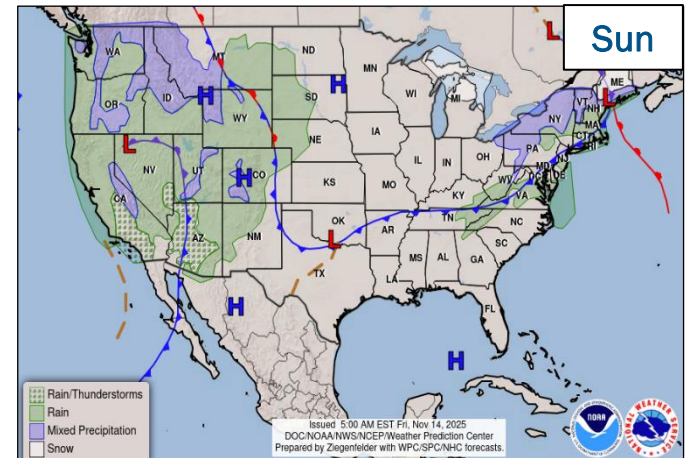 Sun
L
H
H
H
H
H
L
L
L
WA
OR
ID
MT
WY
ND
SD
NE
MN
WI
MI
IA
IL
IN
OH
NY
VT
NH
ME
MA
CT
RI
PA
NJ
MD
DC
DE
WV
VA
KY
NV
UT
CO
CA
AZ
NM
KS
MO
OK
AR
TN
NC
SC
TX
LA
MS
AL
GA
FL
Rain/Thunderstorms
Rain
Mixed Precipitation
Snow
Issued 5:00 AM EST Fri, Nov 14, 2025
DOC/NOAA/NWS/NCEP/Weather Prediction Center
Prepared by Ziegenfelder with WPC/SPC/NHC forecasts.
NOAA
NATIONAL WEATHER SERVICE